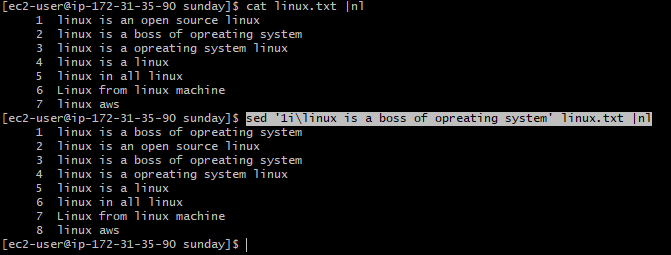 [ec2-user@ip-172-31-35-90 sunday]$ cat linux.txt |nl
1 linux is an open source linux
2 linux is a boss of opreating system
3 linux is a opreating system linux
4 linux is a linux
5 linux in all linux
6 Linux from linux machine
7 linux aws
[ec2-user@ip-172-31-35-90 sunday]$ sed '1i\linux is a boss of opreating system' linux.txt |nl
1 linux is a boss of opreating system
2 linux is an open source linux
3 linux is a boss of opreating system
4 linux is a opreating system linux
5 linux is a linux
6 linux in all linux
7 Linux from linux machine
8 linux aws
[ec2-user@ip-172-31-35-90 sunday]$